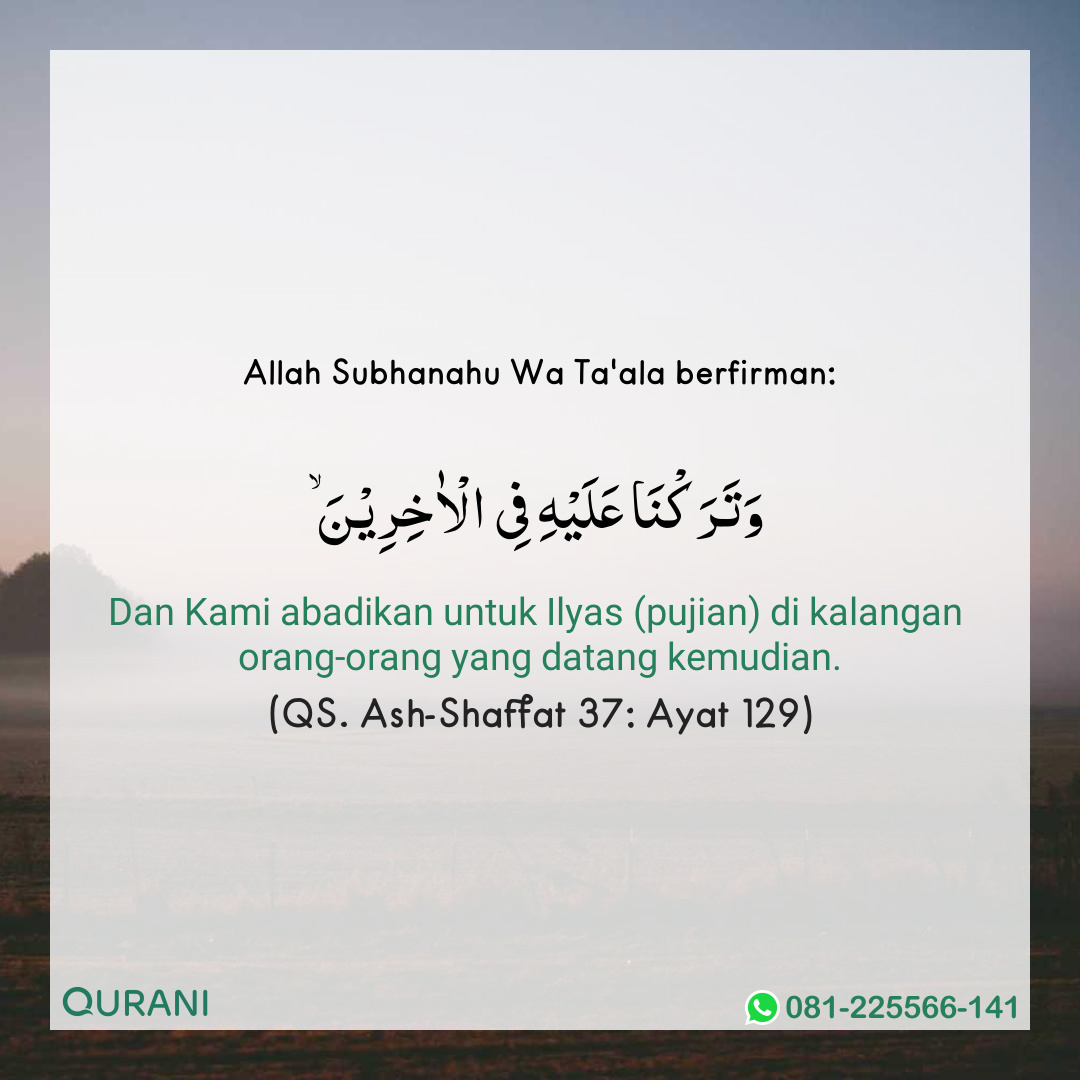 Allah Subhanahu Wa Ta'ala berfirman:
وَتَرَكْنَا عَلَيْهِ فِى الْاٰخِرِيْنَ ۙ
Dan Kami abadikan untuk Ilyas (pujian) di kalangan
orang-orang yang datang kemudian.
(QS. Ash-Shaffat 37: Ayat 129)
QURANI
081-225566-141